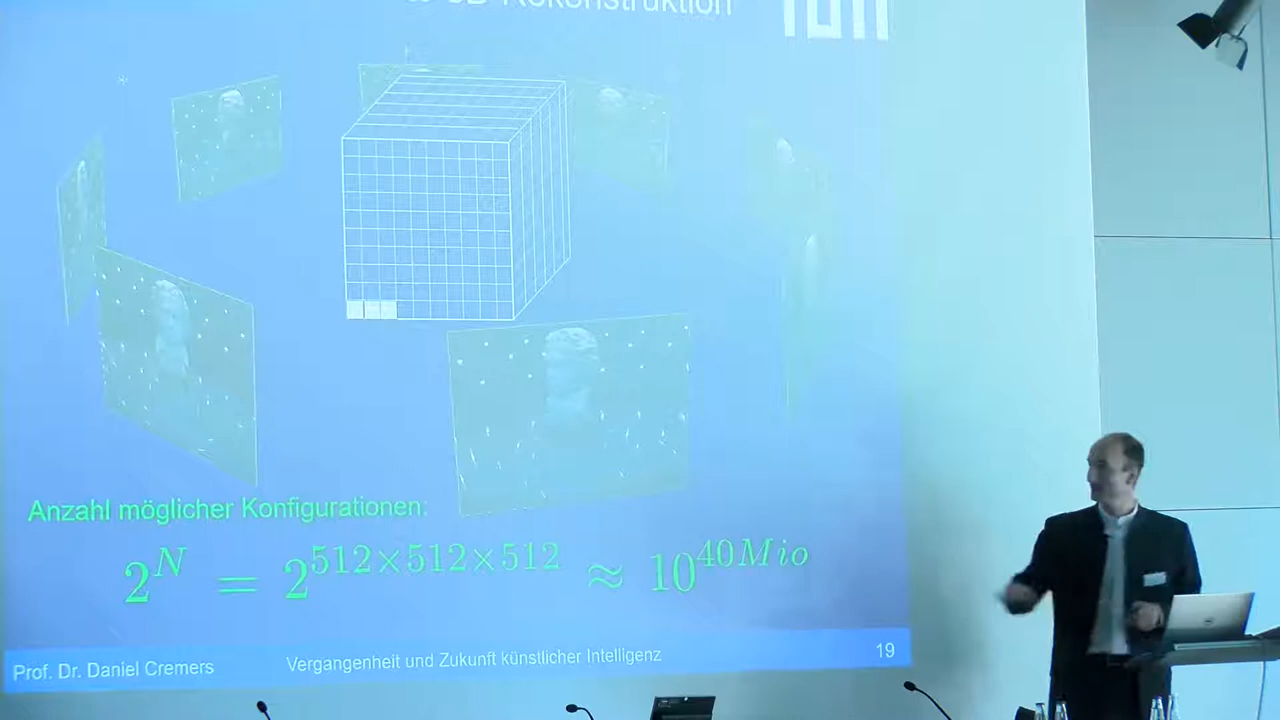 3D Rekonstruktion
TUM
Anzahl möglicher Konfigurationen:
2^N = 2^{512×512×512} ≈ 10^{40Mio}
Prof. Dr. Daniel Cremers Vergangenheit und Zukunft künstlicher Intelligenz 19